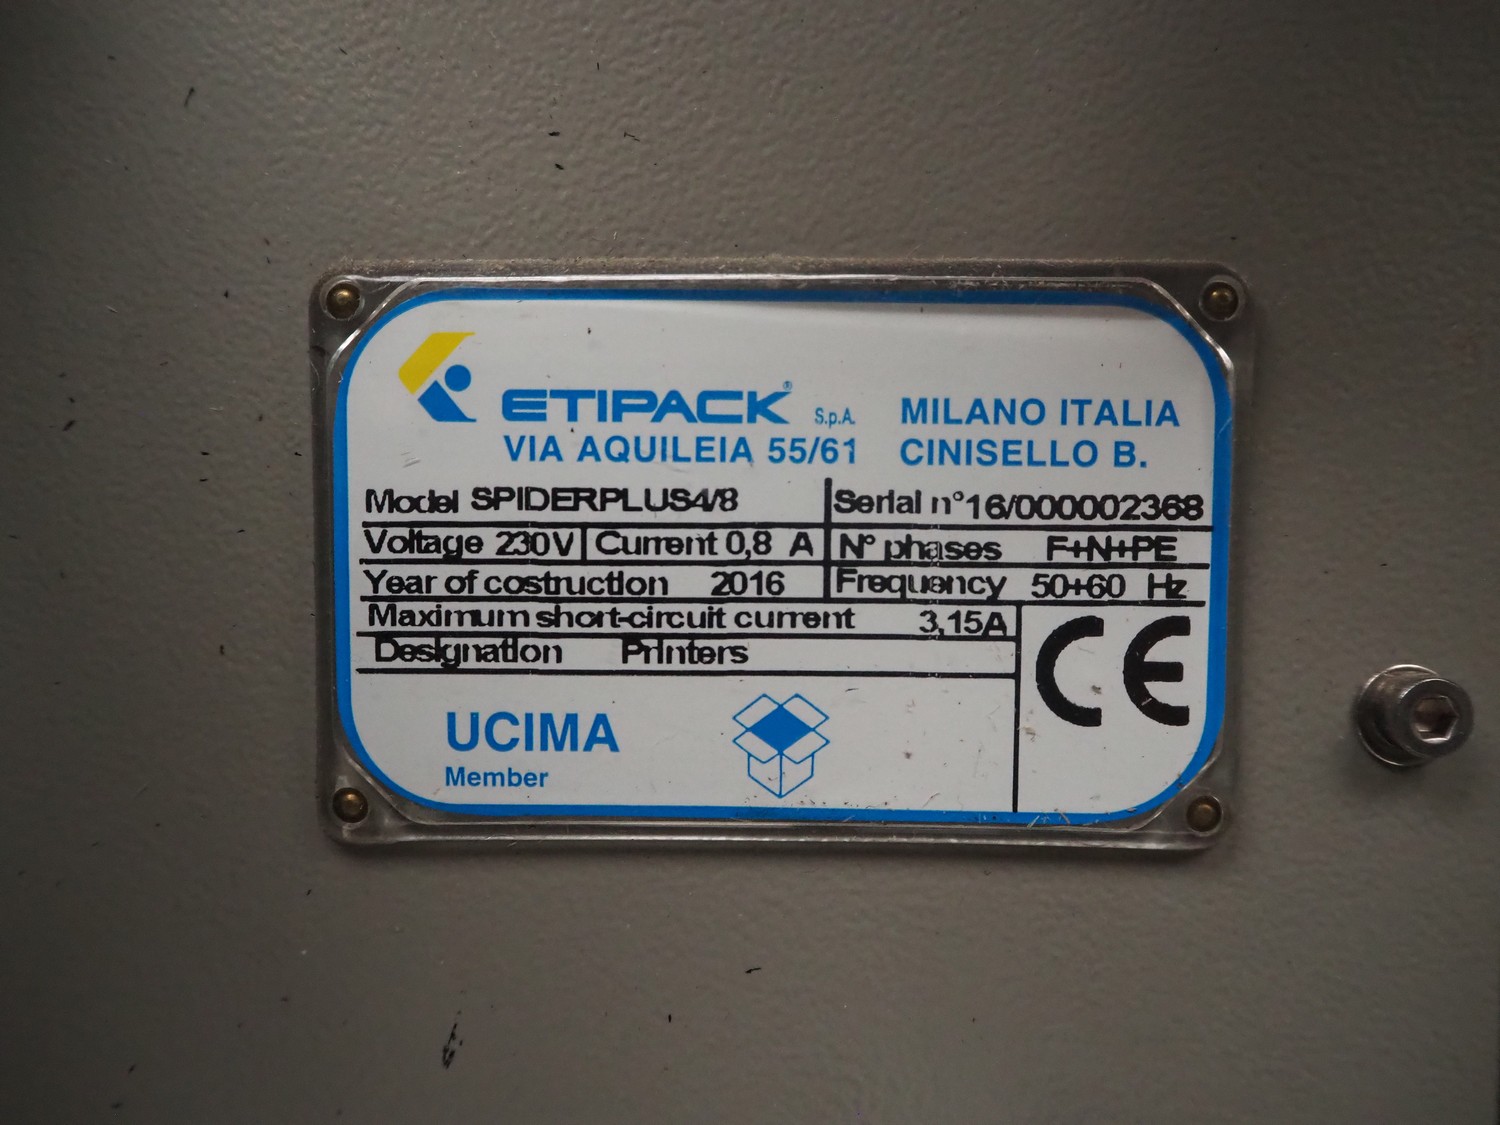 ETIPACK® S.p.A. MILANO ITALIA
VIA AQUILEIA 55/61 CINISELLO B.
Model SPIDERPLUS4/8 Serial n° 16/000002368
Voltage 230V Current 0,8 A N° phases F+N+PE
Year of costruction 2016 Frequency 50+60 Hz
Maximum short-circuit current 3,15A
Designation Printers
CE
UCIMA
Member